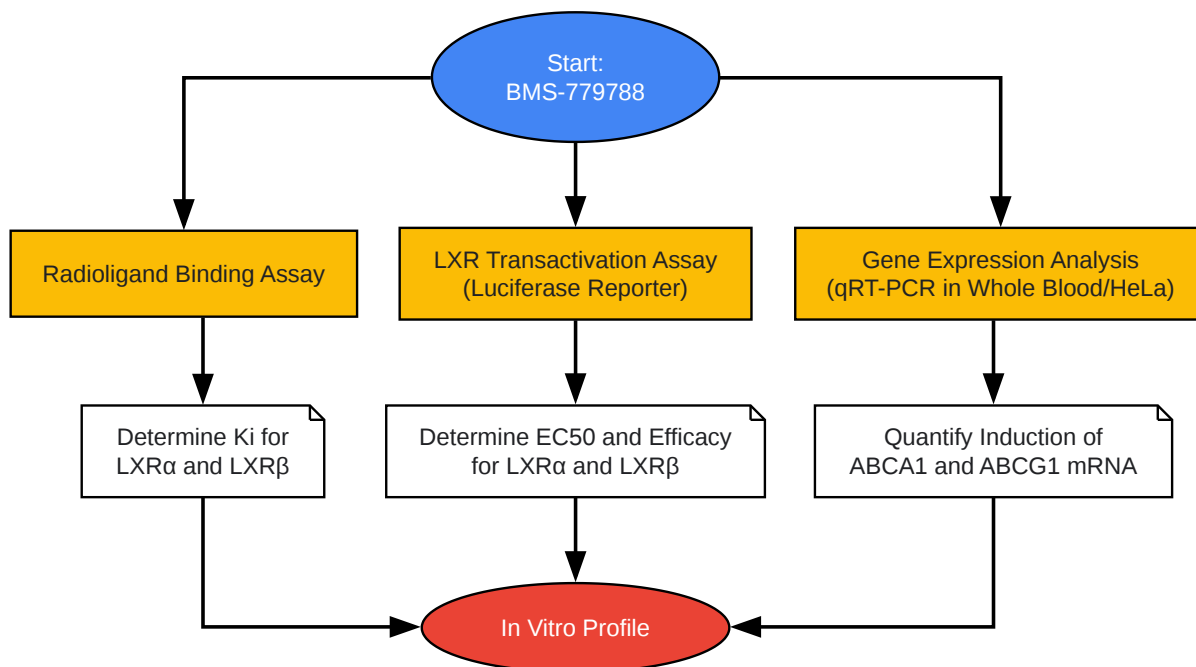 Start:
BMS-779788
Radioligand Binding Assay
LXR Transactivation Assay
(Luciferase Reporter)
Gene Expression Analysis
(qRT-PCR in Whole Blood/HeLa)
Determine Ki for
LXRα and LXRβ
Determine EC50 and Efficacy
for LXRα and LXRβ
Quantify Induction of
ABCA1 and ABCG1 mRNA
In Vitro Profile